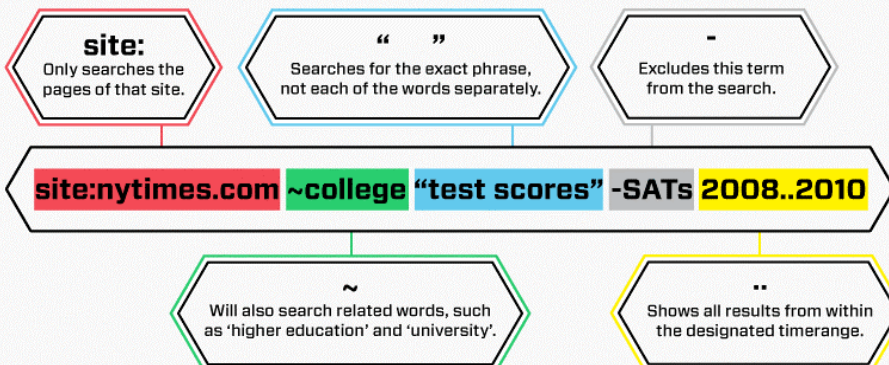 site:
Only searches the
pages of that site.
“ ”
Searches for the exact phrase,
not each of the words separately.
-
Excludes this term
from the search.
site:nytimes.com ~college “test scores” -SATs 2008..2010
~
Will also search related words, such
as ‘higher education’ and ‘university’.
..
Shows all results from within
the designated timerange.